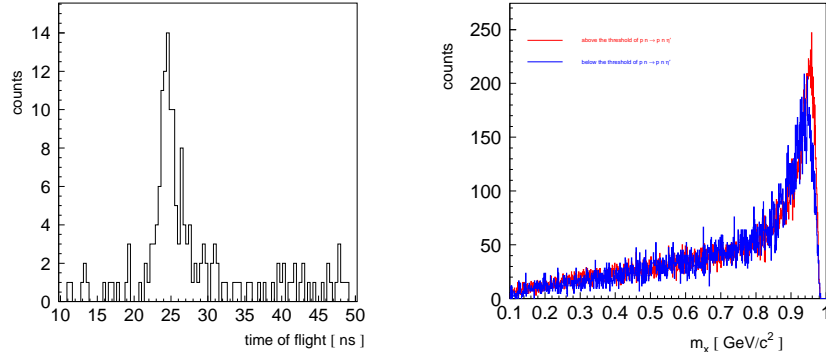 counts
14
12
10
8
6
4
2
0
10 15 20 25 30 35 40 45 50
time of flight [ ns ]
counts
250
200
150
100
50
0
above the threshold of p n → p n η'
below the threshold of p n → p n η'
0.1 0.2 0.3 0.4 0.5 0.6 0.7 0.8 0.9 1
m_x [ GeV/c² ]